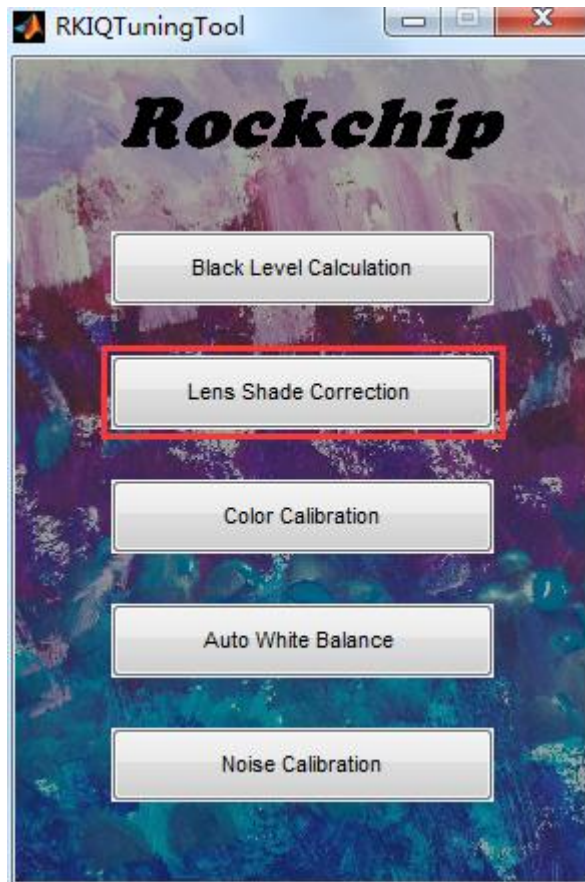 RKIQTuningTool
Rockchip
Black Level Calculation
Lens Shade Correction
Color Calibration
Auto White Balance
Noise Calibration